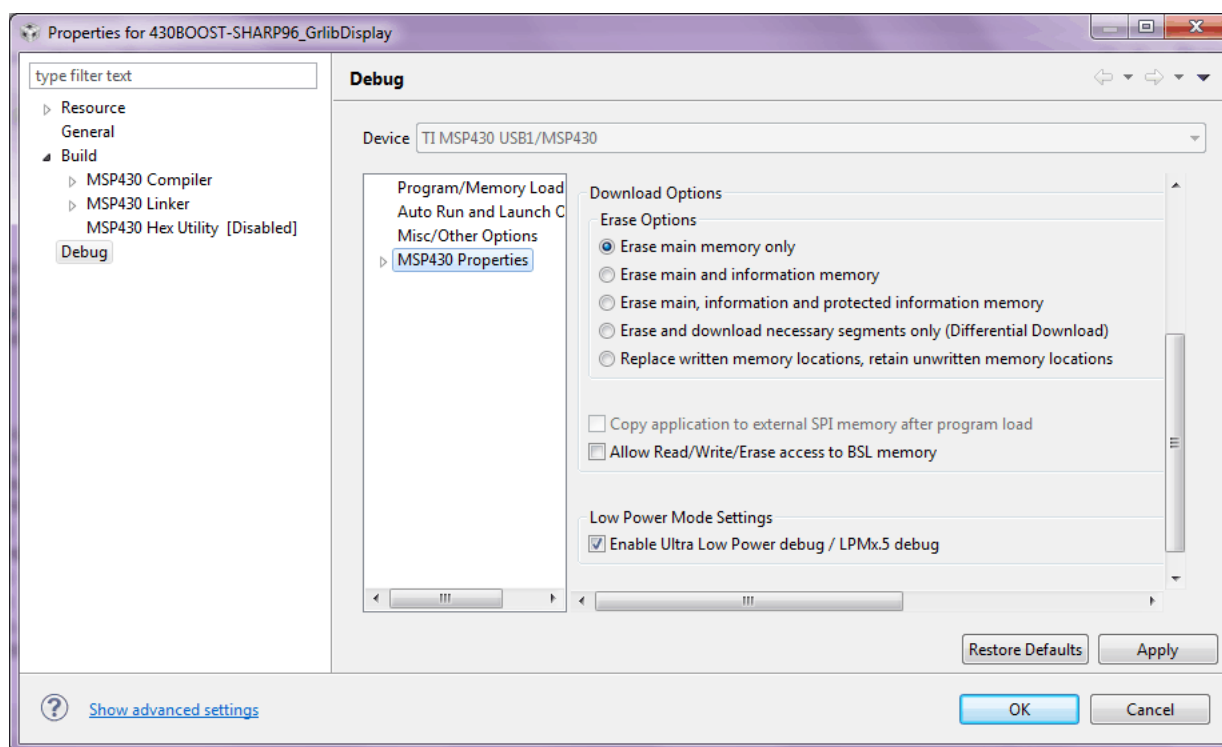 Properties for 430BOOST-SHARP96_GrlibDisplay
type filter text
Resource
General
Build
MSP430 Compiler
MSP430 Linker
MSP430 Hex Utility [Disabled]
Debug
Debug
Device TI MSP430 USB1/MSP430
Program/Memory Load
Auto Run and Launch C
Misc/Other Options
MSP430 Properties
Download Options
Erase Options
Erase main memory only
Erase main and information memory
Erase main, information and protected information memory
Erase and download necessary segments only (Differential Download)
Replace written memory locations, retain unwritten memory locations
Copy application to external SPI memory after program load
Allow Read/Write/Erase access to BSL memory
Low Power Mode Settings
Enable Ultra Low Power debug / LPMx.5 debug
Restore Defaults Apply
Show advanced settings
OK Cancel